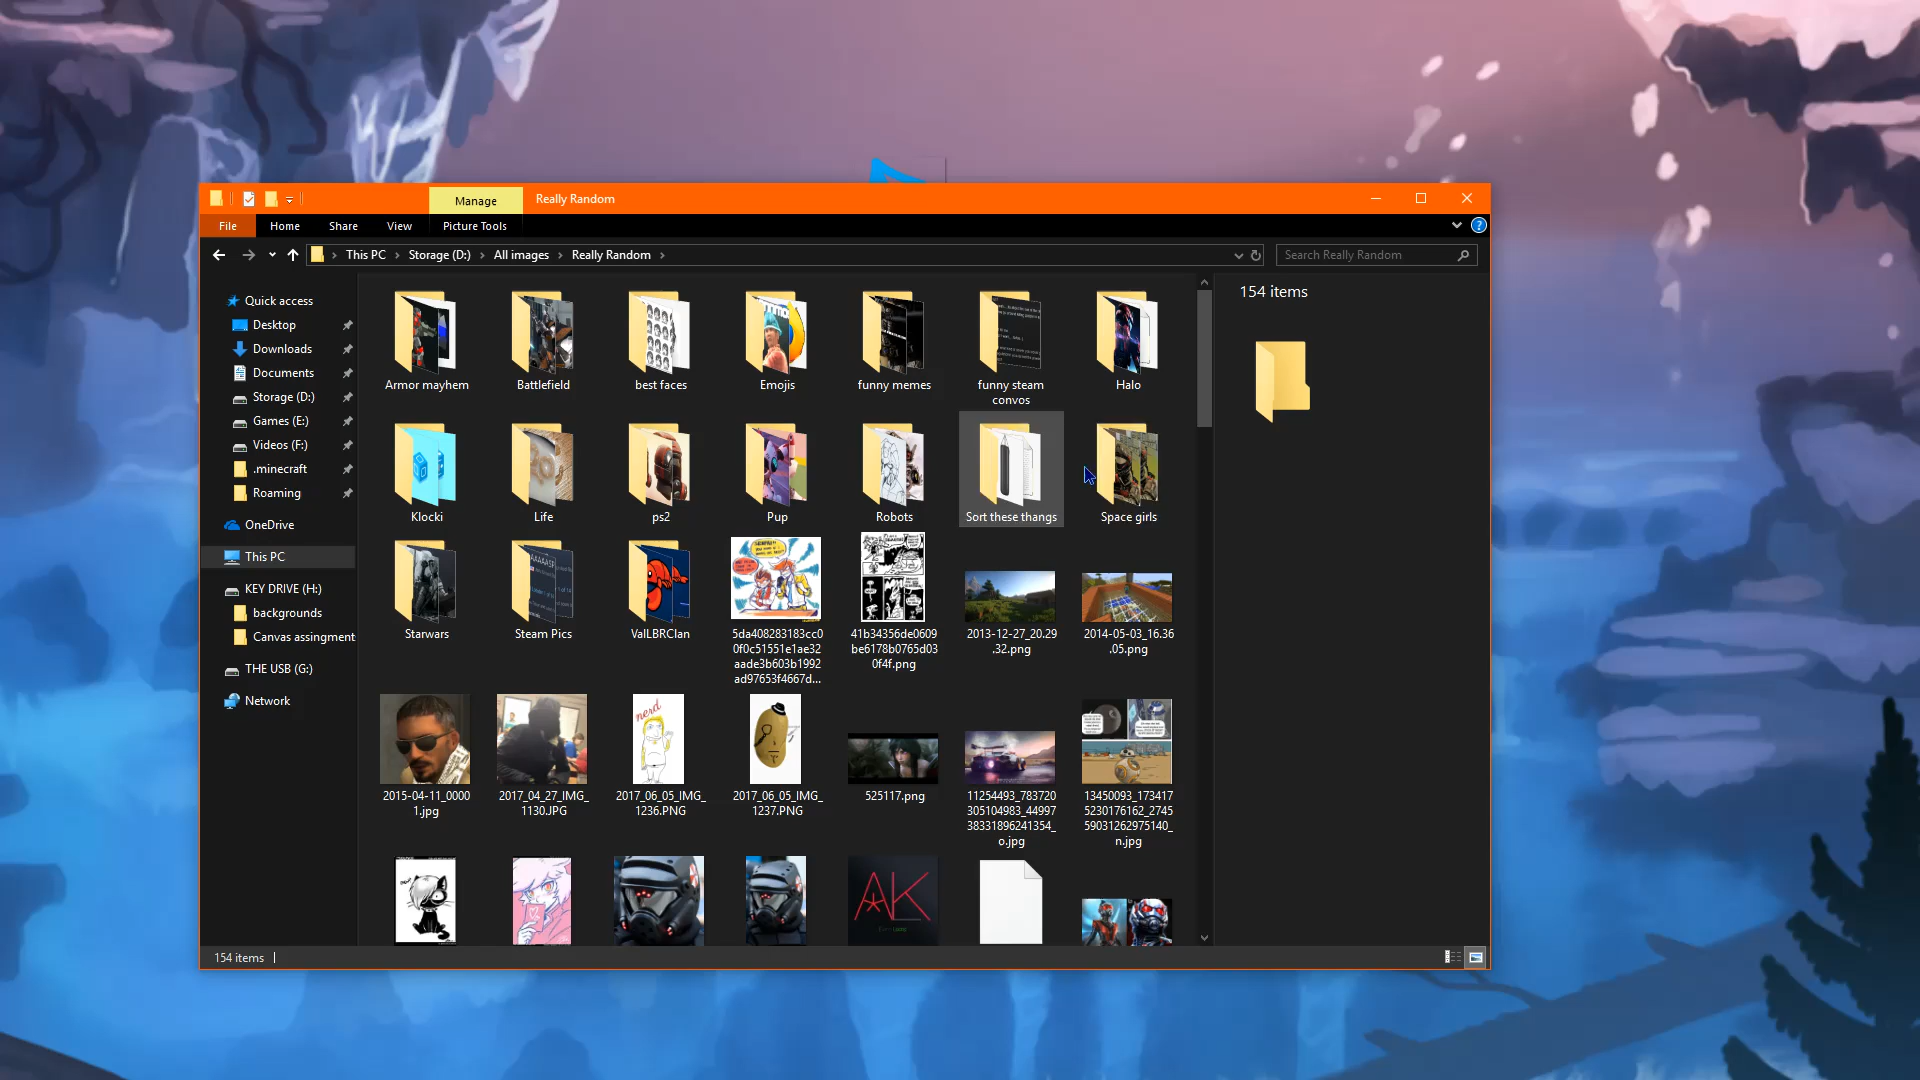 Manage
Really Random
File
Home
Share
View
Picture Tools
This PC
Storage (D:)
All images
Really Random
Search Really Random
Quick access
Desktop
Downloads
Documents
Storage (D:)
Games (E:)
Videos (F:)
.minecraft
Roaming
OneDrive
This PC
KEY DRIVE (H:)
backgrounds
Canvas assingment
THE USB (G:)
Network
154 items
Armor mayhem
Battlefield
best faces
Emojis
funny memes
funny steam
convos
Halo
Klocki
Life
ps2
Pup
Robots
Sort these thangs
Space girls
Starwars
Steam Pics
ValLBRClan
5da408283183cc0
0f0c51551e1ae32
aade3b603b1992
ad97653f4667d...
41b34356de0609
be6178b0765d03
0f4f.png
2013-12-27_20.29
.32.png
2014-05-03_16.36
.05.png
nerd
2015-04-11_0000
1.jpg
2017_04_27_IMG_
1130.JPG
2017_06_05_IMG_
1236.PNG
2017_06_05_IMG_
1237.PNG
525117.png
11254493_783720
305104983_44997
38331896241354_
o.jpg
13450093_173417
5230176162_2745
59031262975140_
n.jpg
AK
154 items